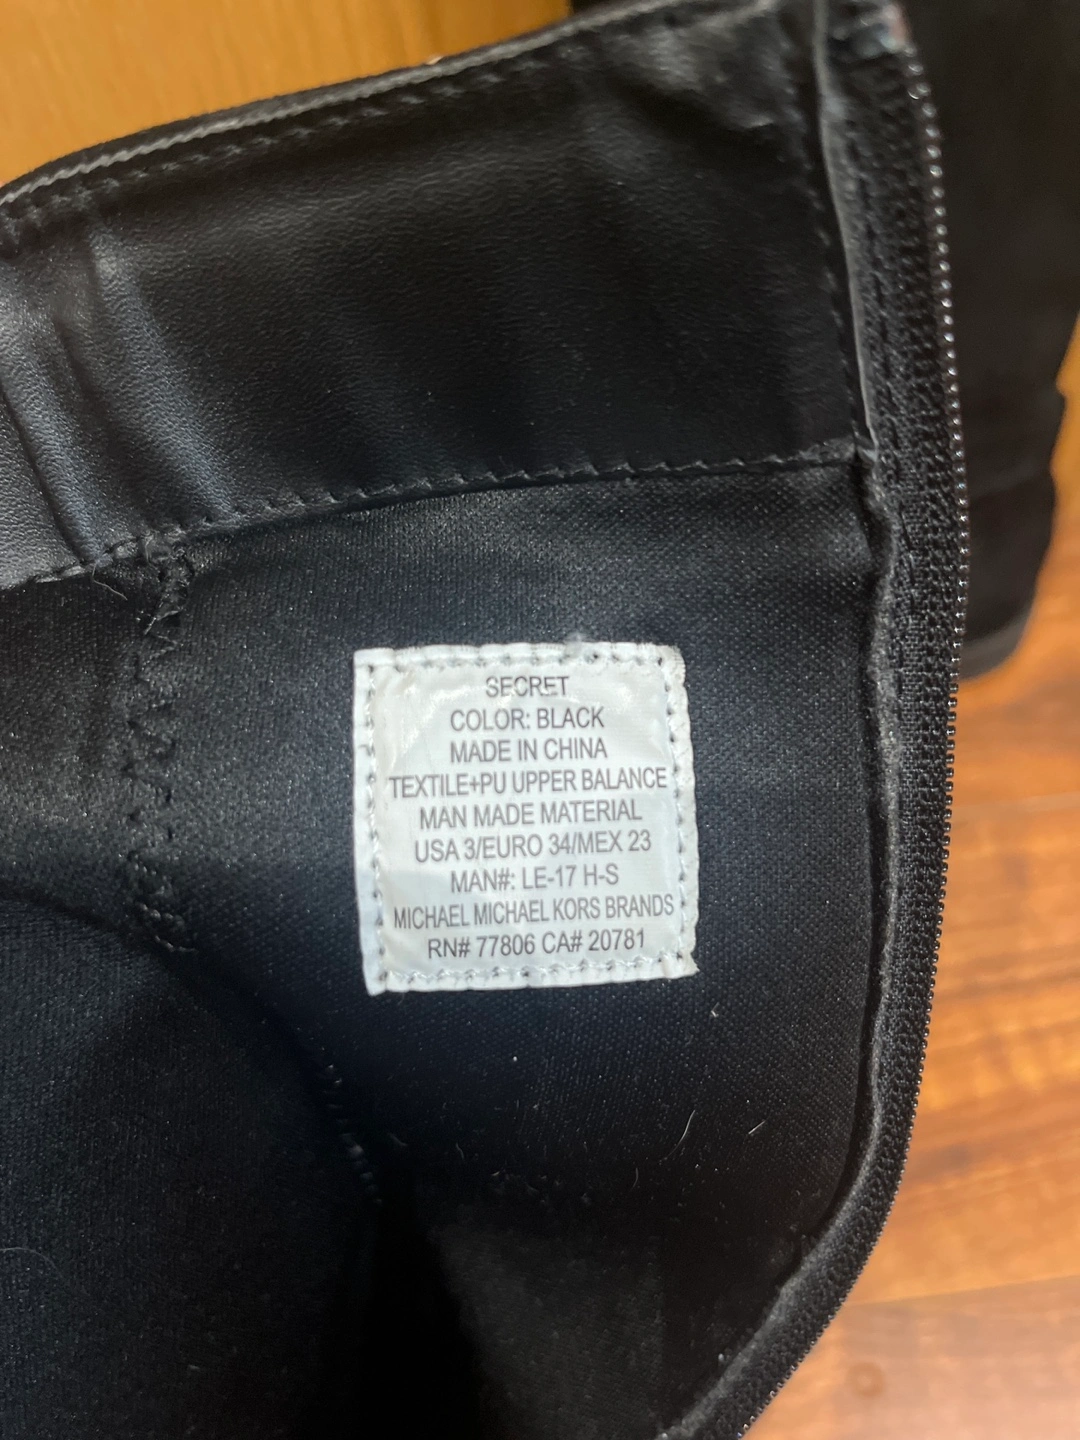 SECRET
COLOR: BLACK
MADE IN CHINA
TEXTILE+PU UPPER BALANCE
MAN MADE MATERIAL
USA 3/EURO 34/MEX 23
MAN#: LE-17 H-S
MICHAEL MICHAEL KORS BRANDS
RN# 77806 CA# 20781